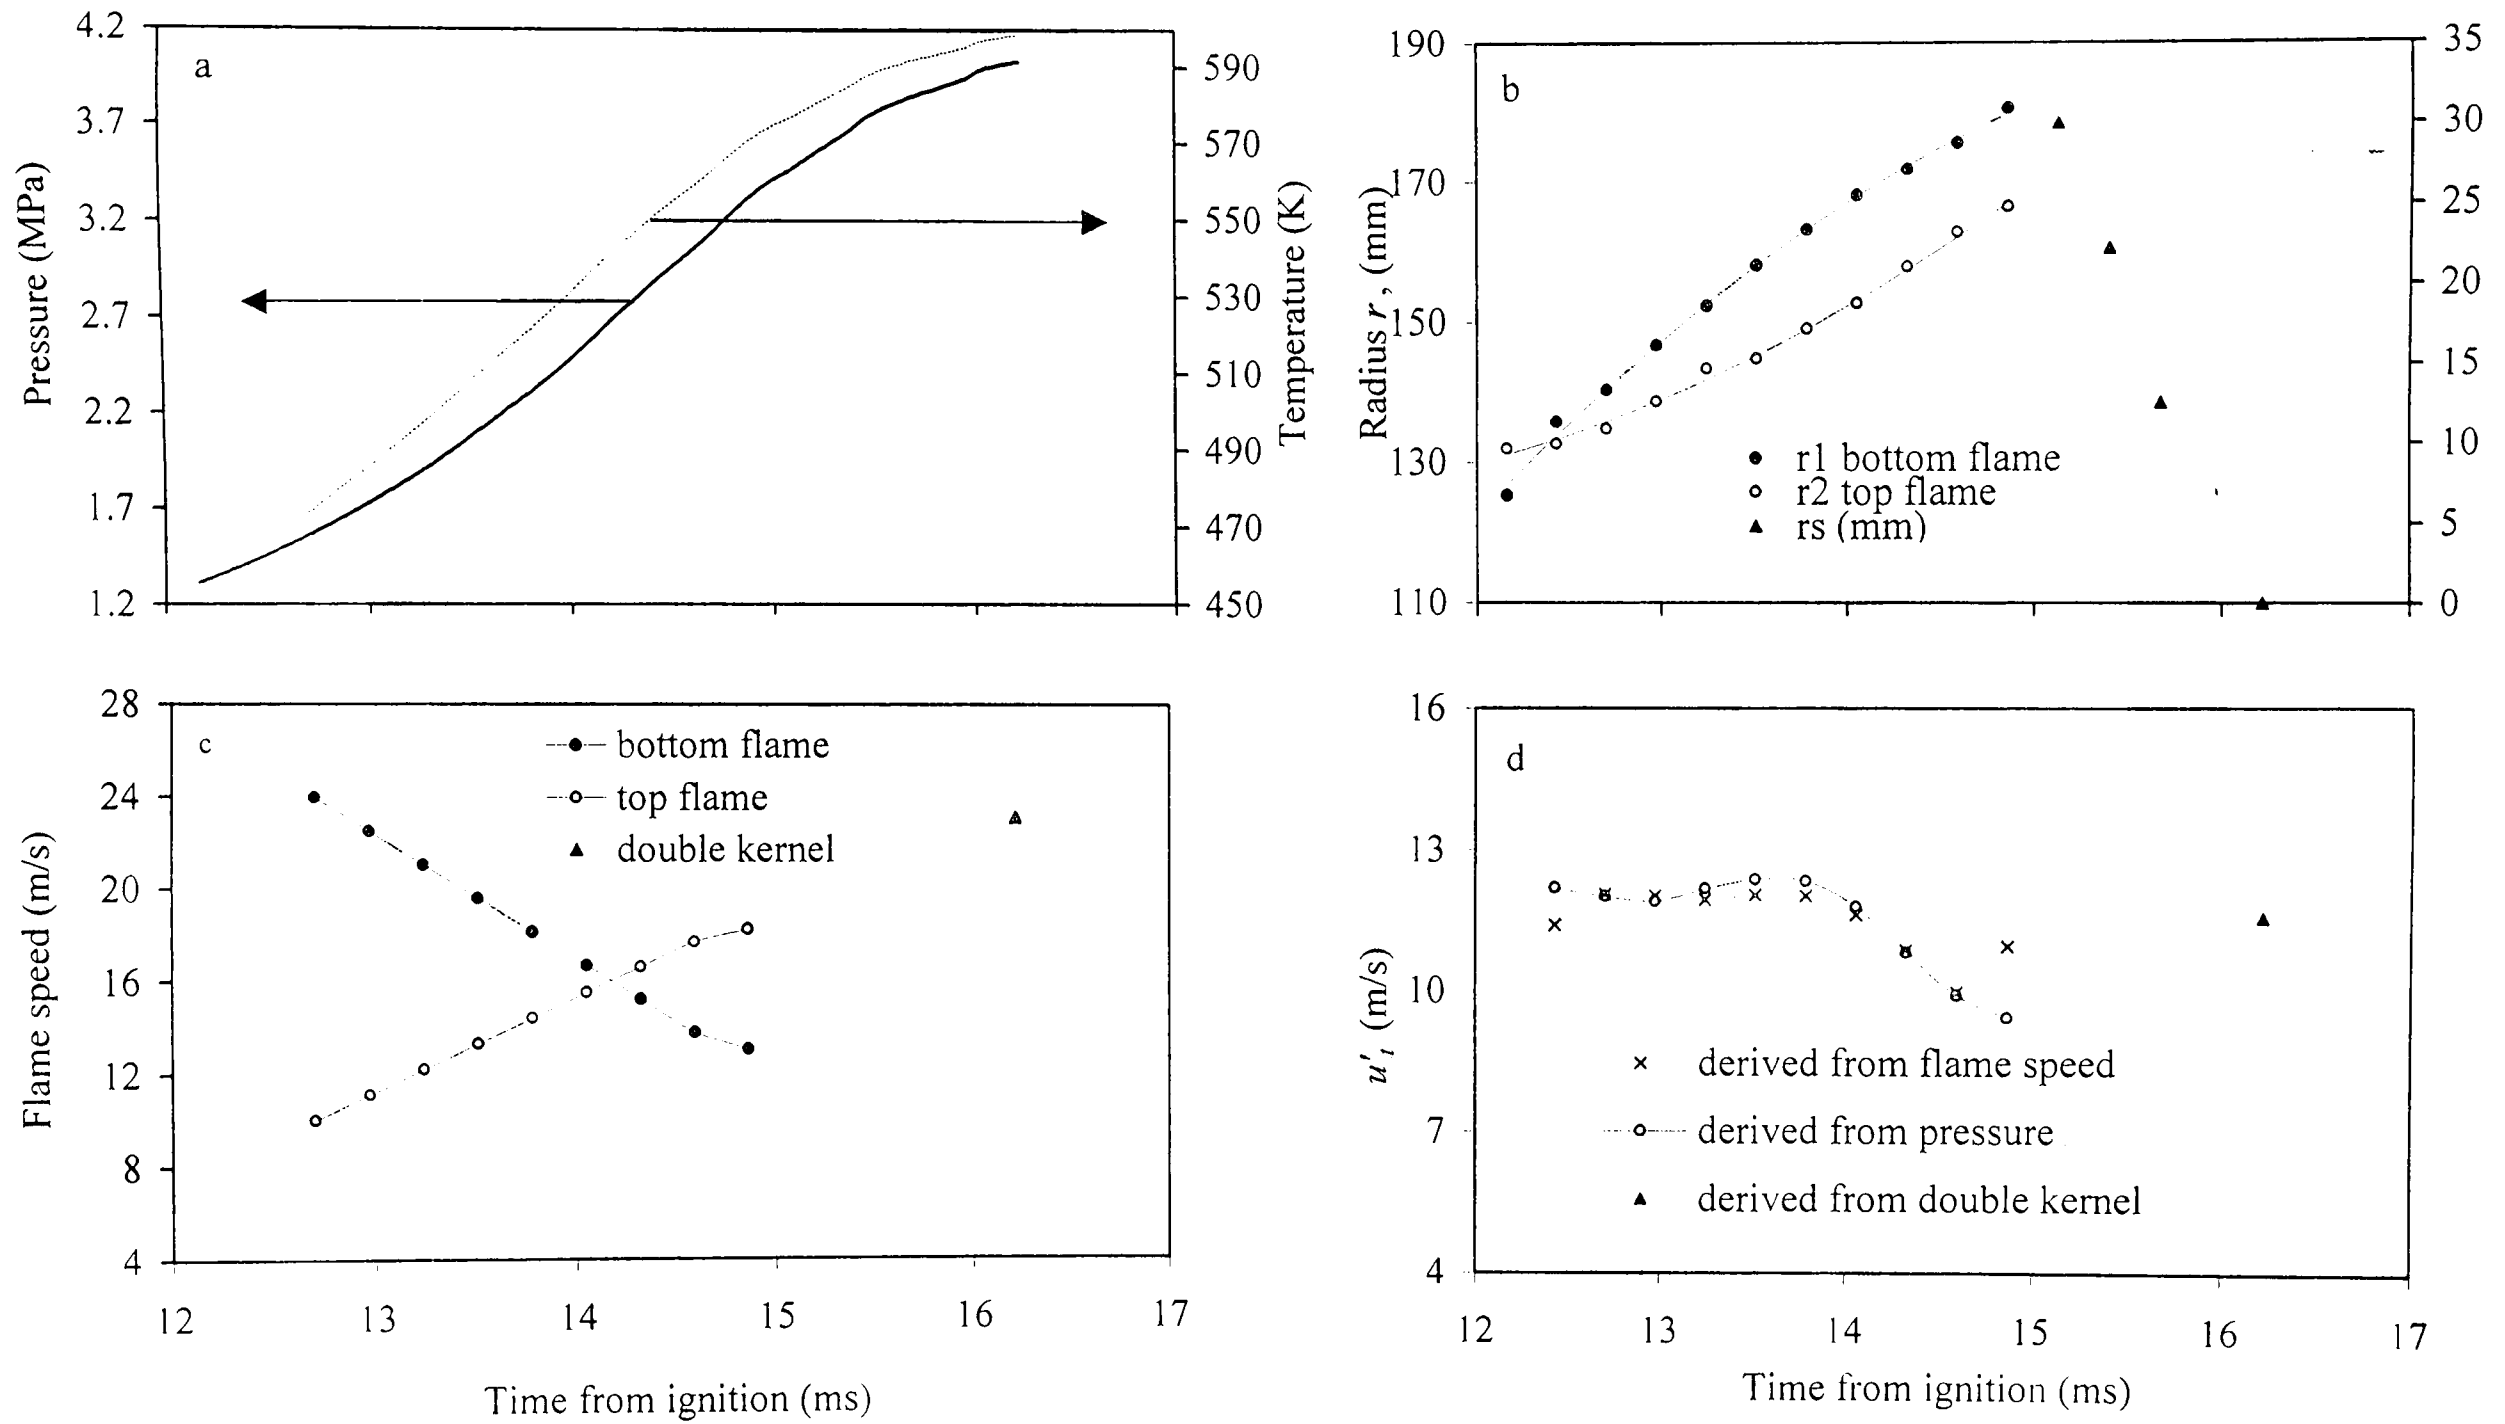 a
4.2
3.7
3.2
2.7
2.2
1.7
1.2
Pressure (MPa)
590
570
550
530
510
490
470
450
Temperature (K)
b
190
170
150
130
110
Radius r, (mm)
35
30
25
20
15
10
5
0
r1 bottom flame
r2 top flame
rs (mm)
c
28
24
20
16
12
8
4
Flame speed (m/s)
bottom flame
top flame
double kernel
12 13 14 15 16 17
Time from ignition (ms)
d
16
13
10
7
4
u'l (m/s)
derived from flame speed
derived from pressure
derived from double kernel
12 13 14 15 16 17
Time from ignition (ms)